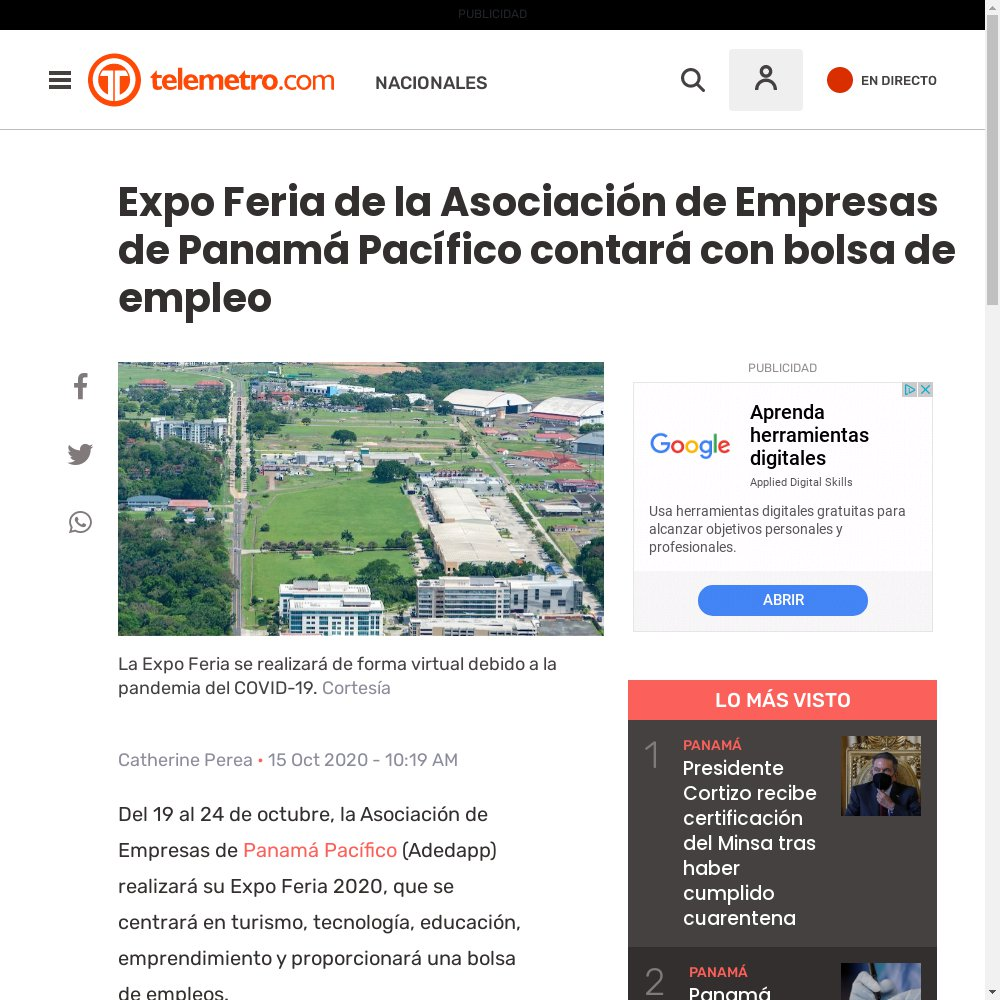 PUBLICIDAD
telemetro.com
NACIONALES
EN DIRECTO
Expo Feria de la Asociación de Empresas
de Panamá Pacífico contará con bolsa de
empleo
La Expo Feria se realizará de forma virtual debido a la
pandemia del COVID-19. Cortesía
Catherine Perea • 15 Oct 2020 - 10:19 AM
Del 19 al 24 de octubre, la Asociación de
Empresas de Panamá Pacífico (Adedapp)
realizará su Expo Feria 2020, que se
centrará en turismo, tecnología, educación,
emprendimiento y proporcionará una bolsa
de empleos.
PUBLICIDAD
Google
Aprenda
herramientas
digitales
Applied Digital Skills
Usa herramientas digitales gratuitas para
alcanzar objetivos personales y
profesionales.
ABRIR
LO MÁS VISTO
1
PANAMÁ
Presidente
Cortizo recibe
certificación
del Minsa tras
haber
cumplido
cuarentena
2
PANAMÁ
Panamá